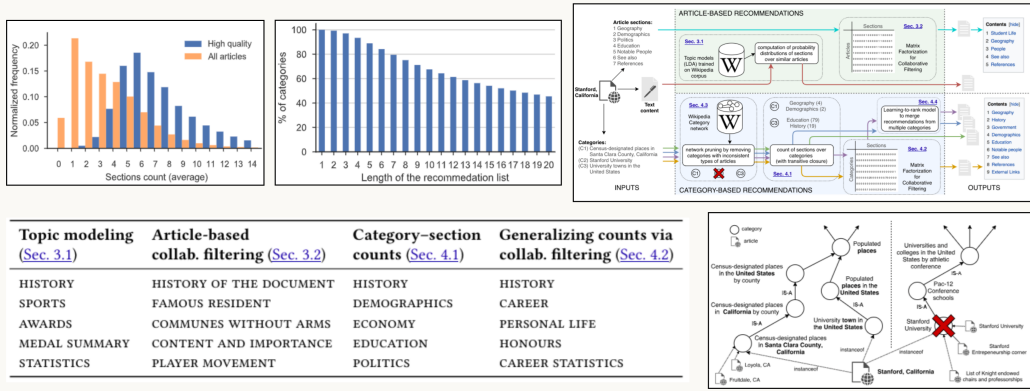 Normalized frequency
0.20
0.15
0.10
0.05
0.00
High quality
All articles
0 1 2 3 4 5 6 7 8 9 10 11 12 13 14
Sections count (average)
% of categories
100
80
60
40
20
0
1 2 3 4 5 6 7 8 9 10 11 12 13 14 15 16 17 18 19 20
Length of the recommedation list
ARTICLE-BASED RECOMMENDATIONS
Article sections:
1 Geography
2 Demographics
3 Politics
4 Education
5 Notable People
6 See also
7 References
Stanford,
California
Text
content
Sec. 3.1
Topic models
(LDA) trained
on Wikipedia
corpus
W
computation of probability
distributions of sections
over similar articles
Sections
Articles
Sec. 3.2
Matrix
Factorization
for
Collaborative
Filtering
Contents [hide]
1 Student Life
2 Geography
3 People
4 See also
5 References
Categories:
(C1) Census-designated places in
Santa Clara County, California
(C2) Stanford University
(C3) University towns in the
United States
INPUTS
Sec. 4.3
Wikipedia
Category
network
W
network pruning by removing
categories with inconsistent
types of articles
C1
C3
C1
Geography (4)
Demographics (2)
C3
Education (79)
History (19)
count of sections over
categories
(with transitive closure)
Sec. 4.1
Sec. 4.4
Learning-to-rank model
to merge
recommendations from
multiple categories
Sections
Categories
Sec. 4.2
Matrix
Factorization
for
Collaborative
Filtering
Contents [hide]
1 Geography
2 History
3 Government
4 Demographics
5 Education
6 Notable people
7 See also
8 References
9 External Links
CATEGORY-BASED RECOMMENDATIONS
OUTPUTS
Topic modeling Article-based Category–section Generalizing counts via
(Sec. 3.1) collab. filtering (Sec. 3.2) counts (Sec. 4.1) collab. filtering (Sec. 4.2)
HISTORY HISTORY OF THE DOCUMENT HISTORY HISTORY
SPORTS FAMOUS RESIDENT DEMOGRAPHICS CAREER
AWARDS COMMUNES WITHOUT ARMS ECONOMY PERSONAL LIFE
MEDAL SUMMARY CONTENT AND IMPORTANCE EDUCATION HONOURS
STATISTICS PLAYER MOVEMENT POLITICS CAREER STATISTICS
category
article
Populated
places
Census-designated places
in the United States
by county
IS-A
Populated
places in the
United States
Census-designated
places in
California by county
IS-A
IS-A
University town in
the United States
Census-designated
places in Santa Clara County,
California
Loyola, CA
Fruitdale, CA
instanceof
Stanford, California
instanceof
Universities and
colleges in the United
States by athletic
conference
IS-A
Pac-12
Conference
schools
IS-A
Stanford
University
Stanford University
Stanford
Entrepeneurship corner
List of Knight-endowed
chairs and professorships